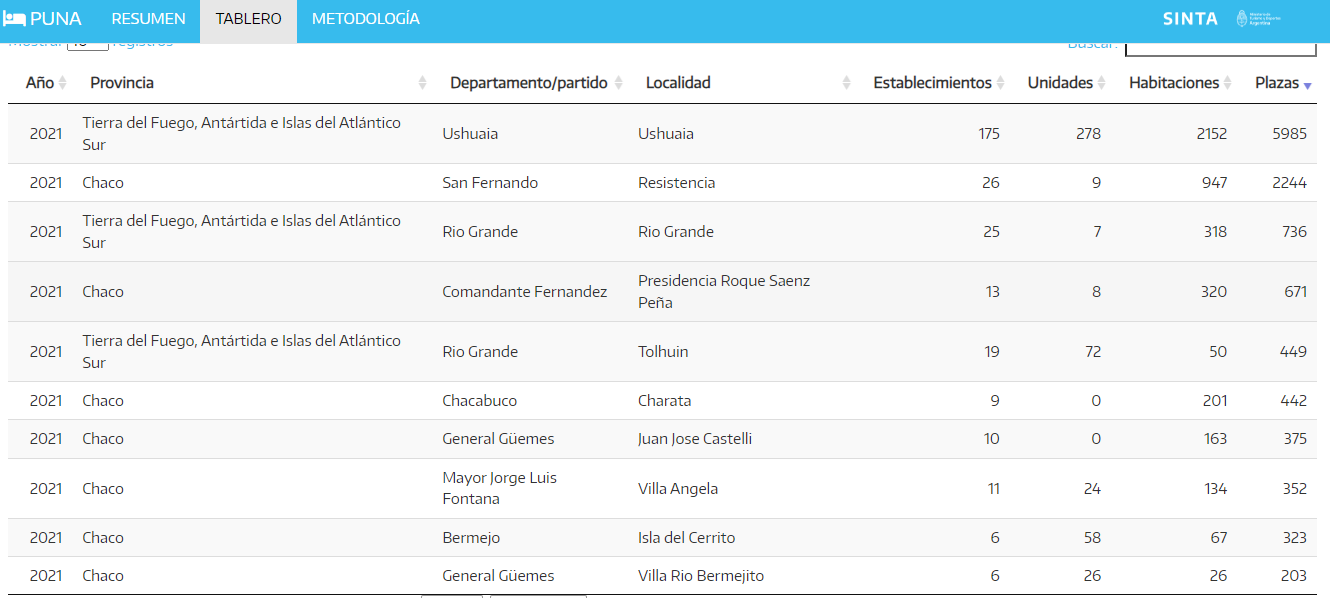 PUNA RESUMEN TABLERO METODOLOGÍA SINTA
Mostrar 10 registros Buscar:
Año Provincia Departamento/partido Localidad Establecimientos Unidades Habitaciones Plazas
2021 Tierra del Fuego, Antártida e Islas del Atlántico Sur Ushuaia Ushuaia 175 278 2152 5985
2021 Chaco San Fernando Resistencia 26 9 947 2244
2021 Tierra del Fuego, Antártida e Islas del Atlántico Sur Rio Grande Rio Grande 25 7 318 736
2021 Chaco Comandante Fernandez Presidencia Roque Saenz Peña 13 8 320 671
2021 Tierra del Fuego, Antártida e Islas del Atlántico Sur Rio Grande Tolhuin 19 72 50 449
2021 Chaco Chacabuco Charata 9 0 201 442
2021 Chaco General Güemes Juan Jose Castelli 10 0 163 375
2021 Chaco Mayor Jorge Luis Fontana Villa Angela 11 24 134 352
2021 Chaco Bermejo Isla del Cerrito 6 58 67 323
2021 Chaco General Güemes Villa Rio Bermejito 6 26 26 203